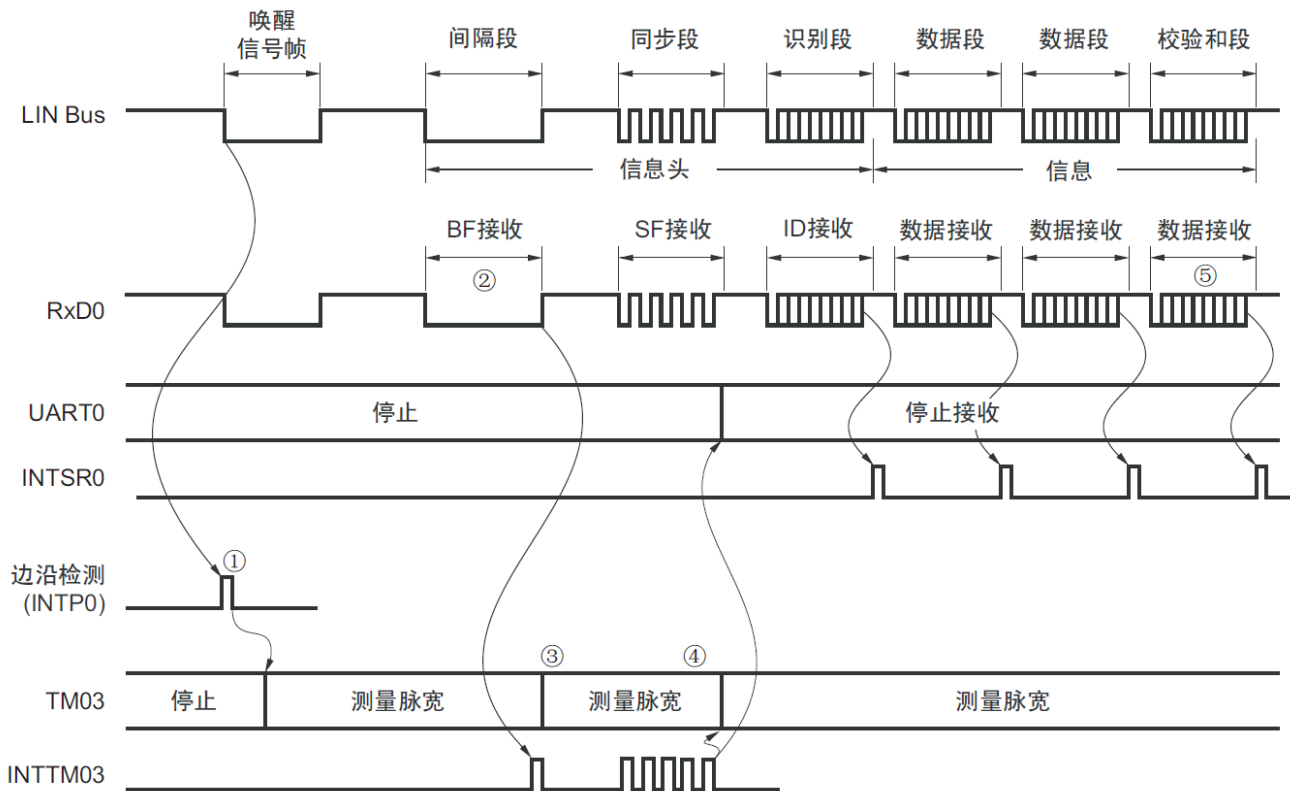 唤醒
信号帧
间隔段
同步段
识别段
数据段
数据段
校验和段
LIN Bus
信息头
信息
BF接收
SF接收
ID接收
数据接收
数据接收
数据接收
②
⑤
RxD0
UART0
停止
停止接收
INTSR0
边沿检测
(INTP0)
①
③
④
TM03
停止
测量脉宽
测量脉宽
测量脉宽
INTTM03